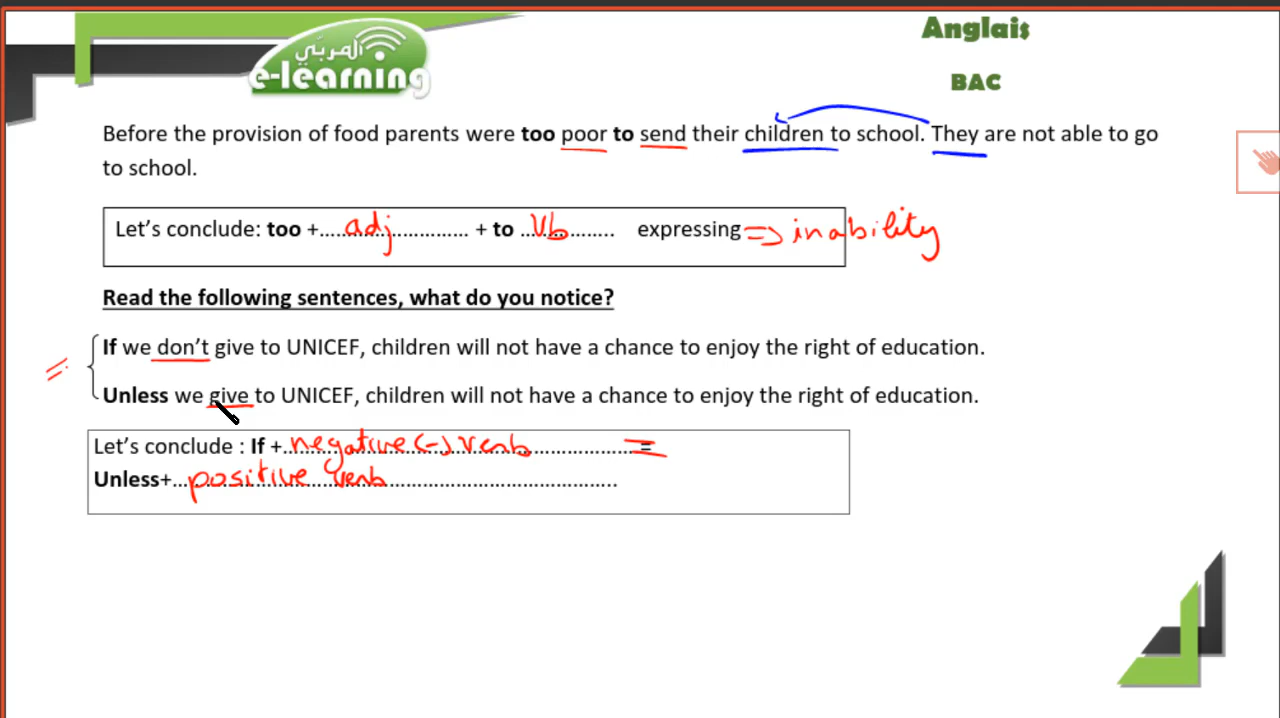 Anglais
المربّي
e-learning
BAC
Before the provision of food parents were too poor to send their children to school. They are not able to go
to school.
Let's conclude: too +....adj............ + to ..Vb........ expressing => inability
Read the following sentences, what do you notice?
If we don't give to UNICEF, children will not have a chance to enjoy the right of education.
=
Unless we give to UNICEF, children will not have a chance to enjoy the right of education.
Let's conclude : If +..negative (-) verb.................... =
Unless+...positive verb........................................